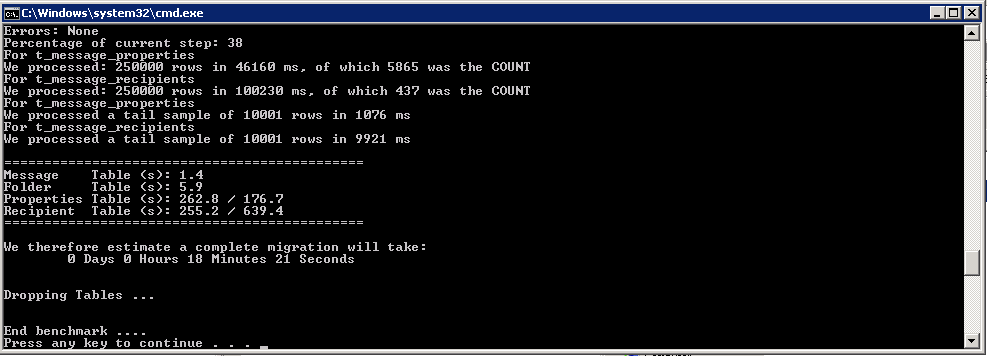 C:\Windows\system32\cmd.exe
Errors: None
Percentage of current step: 38
For t_message_properties
We processed: 250000 rows in 46160 ms, of which 5865 was the COUNT
For t_message_recipients
We processed: 250000 rows in 100230 ms, of which 437 was the COUNT
For t_message_properties
We processed a tail sample of 10001 rows in 1076 ms
For t_message_recipients
We processed a tail sample of 10001 rows in 9921 ms
=============================================
Message    Table (s): 1.4
Folder     Table (s): 5.9
Properties Table (s): 262.8 / 176.7
Recipient  Table (s): 255.2 / 639.4
=============================================
We therefore estimate a complete migration will take:
        0 Days 0 Hours 18 Minutes 21 Seconds
Dropping Tables ...
End benchmark ....
Press any key to continue . . . _